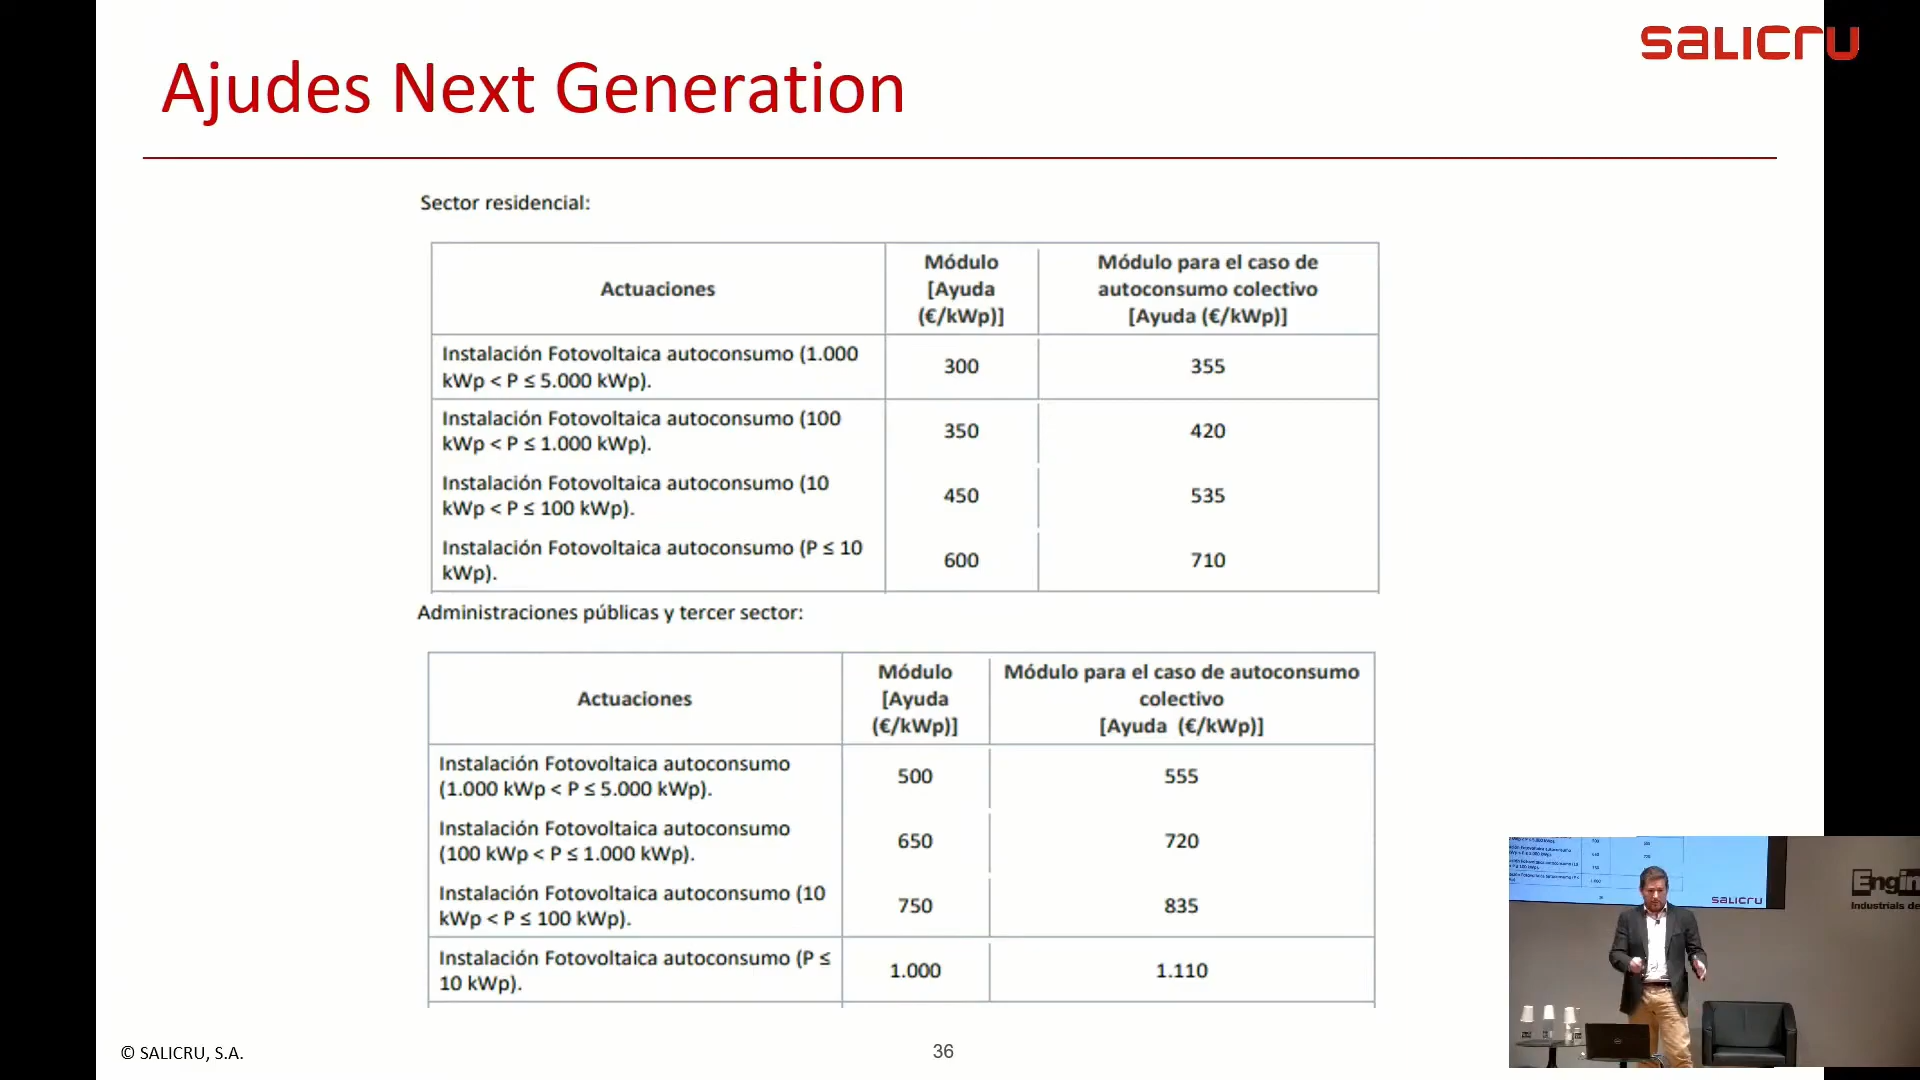 SALICRU
Ajudes Next Generation
Sector residencial:
Actuaciones
Módulo
[Ayuda
(€/kWp)]
Módulo para el caso de
autoconsumo colectivo
[Ayuda (€/kWp)]
Instalación Fotovoltaica autoconsumo (1.000
kWp < P ≤ 5.000 kWp).
300
355
Instalación Fotovoltaica autoconsumo (100
kWp < P ≤ 1.000 kWp).
350
420
Instalación Fotovoltaica autoconsumo (10
kWp < P ≤ 100 kWp).
450
535
Instalación Fotovoltaica autoconsumo (P ≤ 10
kWp).
600
710
Administraciones públicas y tercer sector:
Actuaciones
Módulo
[Ayuda
(€/kWp)]
Módulo para el caso de autoconsumo
colectivo
[Ayuda (€/kWp)]
Instalación Fotovoltaica autoconsumo
(1.000 kWp < P ≤ 5.000 kWp).
500
555
Instalación Fotovoltaica autoconsumo
(100 kWp < P ≤ 1.000 kWp).
650
720
Instalación Fotovoltaica autoconsumo (10
kWp < P ≤ 100 kWp).
750
835
Instalación Fotovoltaica autoconsumo (P ≤
10 kWp).
1.000
1.110
SALICRU
Engin
Industrials de
© SALICRU, S.A.
36